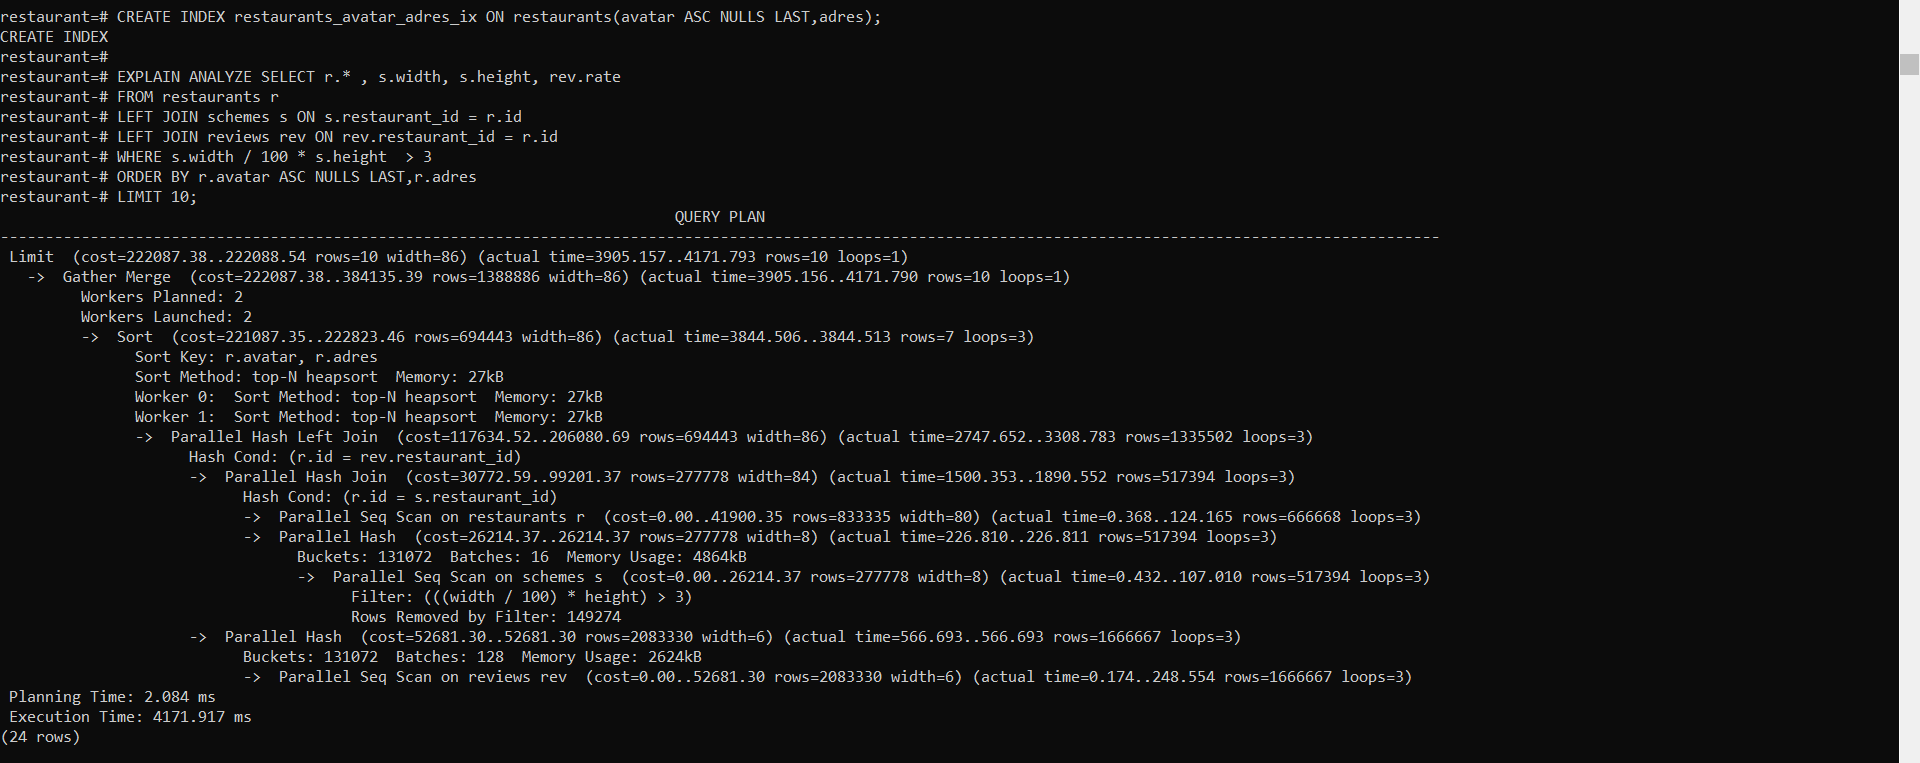 restaurant=# CREATE INDEX restaurants_avatar_adres_ix ON restaurants(avatar ASC NULLS LAST,adres);
CREATE INDEX
restaurant=#
restaurant=# EXPLAIN ANALYZE SELECT r.* , s.width, s.height, rev.rate
restaurant-# FROM restaurants r
restaurant-# LEFT JOIN schemes s ON s.restaurant_id = r.id
restaurant-# LEFT JOIN reviews rev ON rev.restaurant_id = r.id
restaurant-# WHERE s.width / 100 * s.height  > 3
restaurant-# ORDER BY r.avatar ASC NULLS LAST,r.adres
restaurant-# LIMIT 10;
QUERY PLAN
----------------------------------------------------------------------------------------------------------------------------------------------------------------
Limit  (cost=222087.38..222088.54 rows=10 width=86) (actual time=3905.157..4171.793 rows=10 loops=1)
->  Gather Merge  (cost=222087.38..384135.39 rows=1388886 width=86) (actual time=3905.156..4171.790 rows=10 loops=1)
Workers Planned: 2
Workers Launched: 2
->  Sort  (cost=221087.35..222823.46 rows=694443 width=86) (actual time=3844.506..3844.513 rows=7 loops=3)
Sort Key: r.avatar, r.adres
Sort Method: top-N heapsort  Memory: 27kB
Worker 0:  Sort Method: top-N heapsort  Memory: 27kB
Worker 1:  Sort Method: top-N heapsort  Memory: 27kB
->  Parallel Hash Left Join  (cost=117634.52..206080.69 rows=694443 width=86) (actual time=2747.652..3308.783 rows=1335502 loops=3)
Hash Cond: (r.id = rev.restaurant_id)
->  Parallel Hash Join  (cost=30772.59..99201.37 rows=277778 width=84) (actual time=1500.353..1890.552 rows=517394 loops=3)
Hash Cond: (r.id = s.restaurant_id)
->  Parallel Seq Scan on restaurants r  (cost=0.00..41900.35 rows=833335 width=80) (actual time=0.368..124.165 rows=666668 loops=3)
->  Parallel Hash  (cost=26214.37..26214.37 rows=277778 width=8) (actual time=226.810..226.811 rows=517394 loops=3)
Buckets: 131072  Batches: 16  Memory Usage: 4864kB
->  Parallel Seq Scan on schemes s  (cost=0.00..26214.37 rows=277778 width=8) (actual time=0.432..107.010 rows=517394 loops=3)
Filter: (((width / 100) * height) > 3)
Rows Removed by Filter: 149274
->  Parallel Hash  (cost=52681.30..52681.30 rows=2083330 width=6) (actual time=566.693..566.693 rows=1666667 loops=3)
Buckets: 131072  Batches: 128  Memory Usage: 2624kB
->  Parallel Seq Scan on reviews rev  (cost=0.00..52681.30 rows=2083330 width=6) (actual time=0.174..248.554 rows=1666667 loops=3)
Planning Time: 2.084 ms
Execution Time: 4171.917 ms
(24 rows)